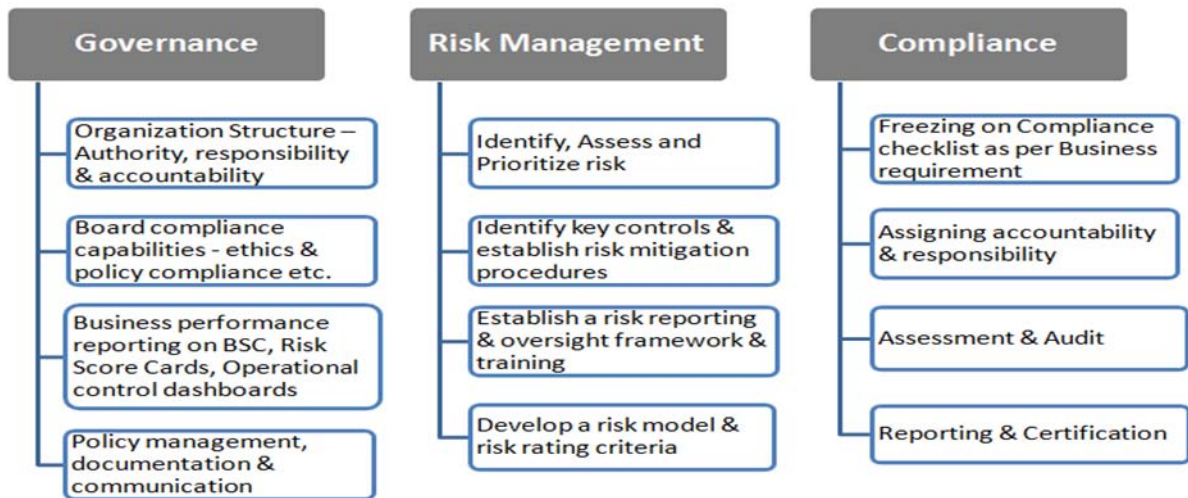 Governance
Organization Structure –
Authority, responsibility
& accountability
Board compliance
capabilities - ethics &
policy compliance etc.
Business performance
reporting on BSC, Risk
Score Cards, Operational
control dashboards
Policy management,
documentation &
communication
Risk Management
Identify, Assess and
Prioritize risk
Identify key controls &
establish risk mitigation
procedures
Establish a risk reporting
& oversight framework &
training
Develop a risk model &
risk rating criteria
Compliance
Freezing on Compliance
checklist as per Business
requirement
Assigning accountability
& responsibility
Assessment & Audit
Reporting & Certification